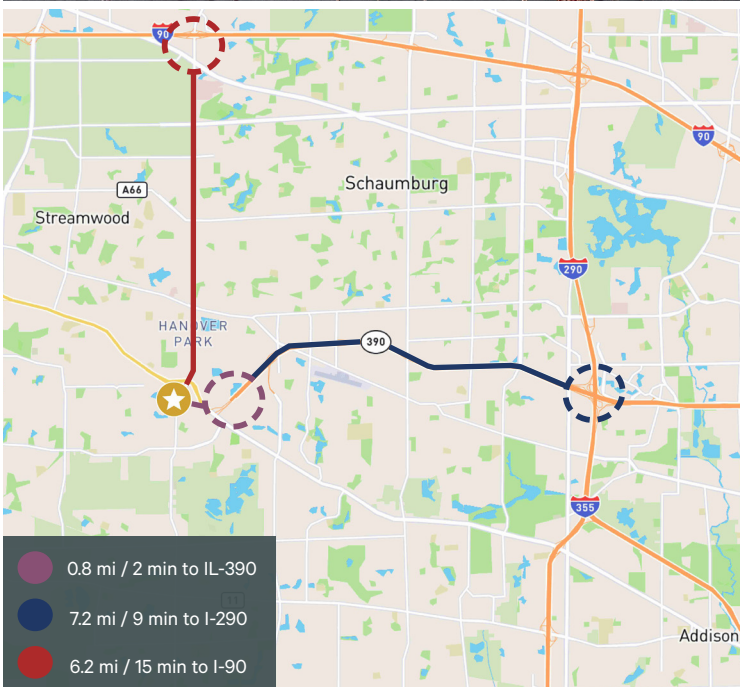 90
90
A66
Schaumburg
Streamwood
290
HANOVER
PARK
390
355
0.8 mi / 2 min to IL-390
7.2 mi / 9 min to I-290
6.2 mi / 15 min to I-90
Addison